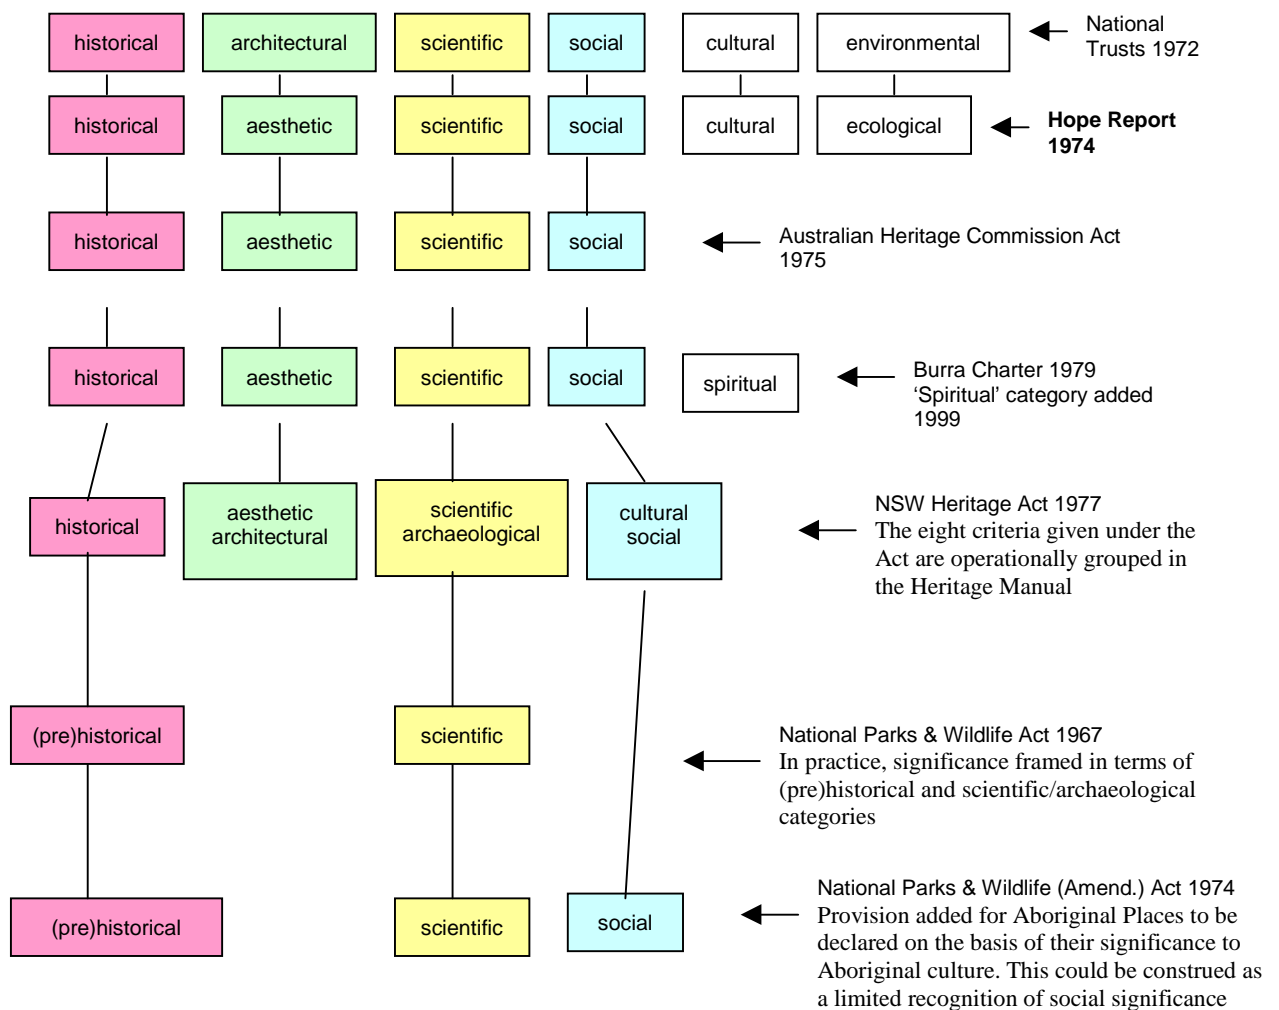 historical
architectural
scientific
social
cultural
environmental
National
Trusts 1972
historical
aesthetic
scientific
social
cultural
ecological
Hope Report
1974
historical
aesthetic
scientific
social
Australian Heritage Commission Act
1975
historical
aesthetic
scientific
social
spiritual
Burra Charter 1979
‘Spiritual’ category added
1999
historical
aesthetic
architectural
scientific
archaeological
cultural
social
NSW Heritage Act 1977
The eight criteria given under the
Act are operationally grouped in
the Heritage Manual
(pre)historical
scientific
National Parks & Wildlife Act 1967
In practice, significance framed in terms of
(pre)historical and scientific/archaeological
categories
(pre)historical
scientific
social
National Parks & Wildlife (Amend.) Act 1974
Provision added for Aboriginal Places to be
declared on the basis of their significance to
Aboriginal culture. This could be construed as
a limited recognition of social significance